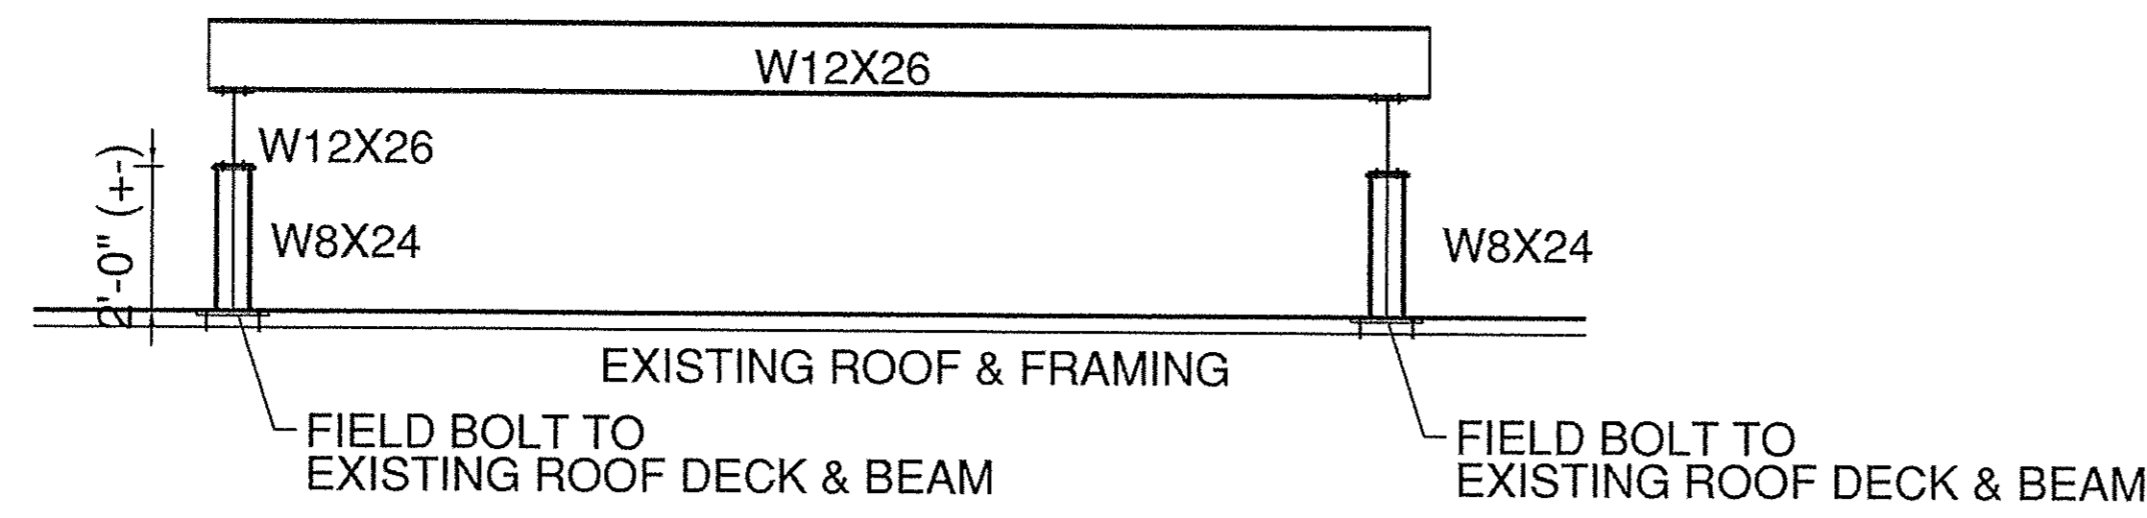 W12X26
W12X26
2'-0" (+-)
W8X24
W8X24
EXISTING ROOF & FRAMING
FIELD BOLT TO
EXISTING ROOF DECK & BEAM
FIELD BOLT TO
EXISTING ROOF DECK & BEAM